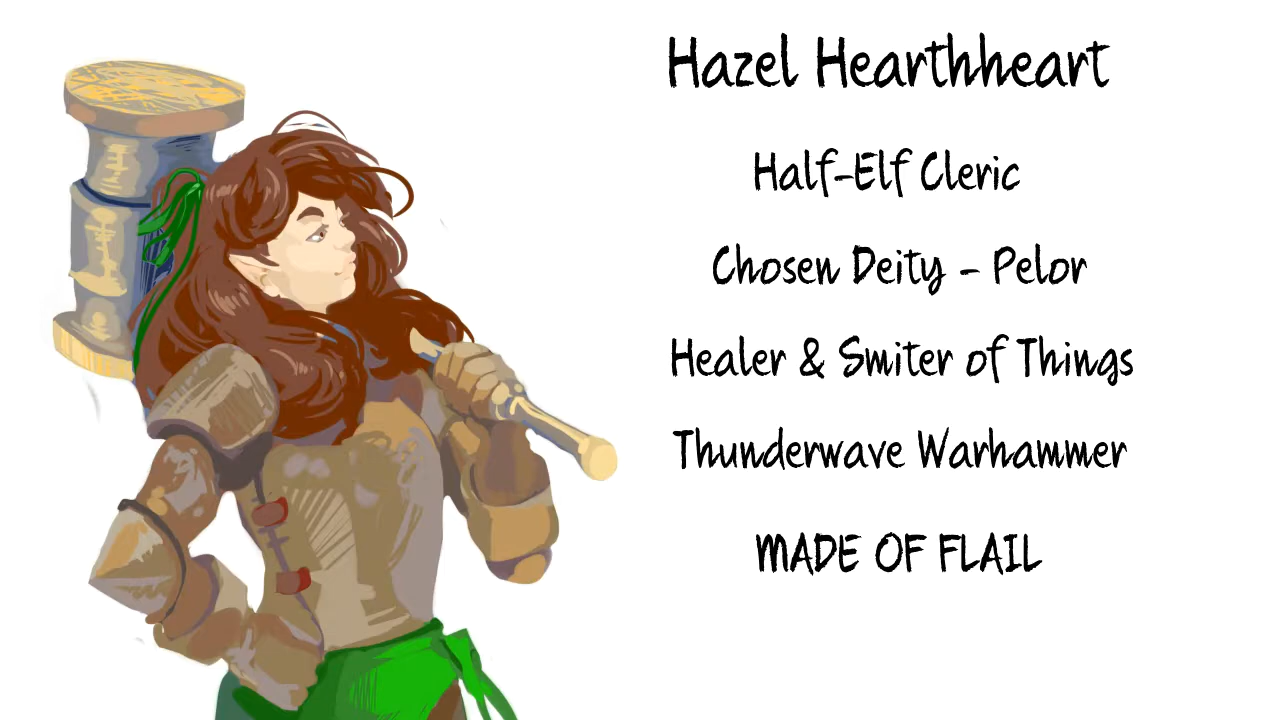 Hazel Hearthheart
Half-Elf Cleric
Chosen Deity - Pelor
Healer & Smiter of Things
Thunderwave Warhammer
MADE OF FLAIL